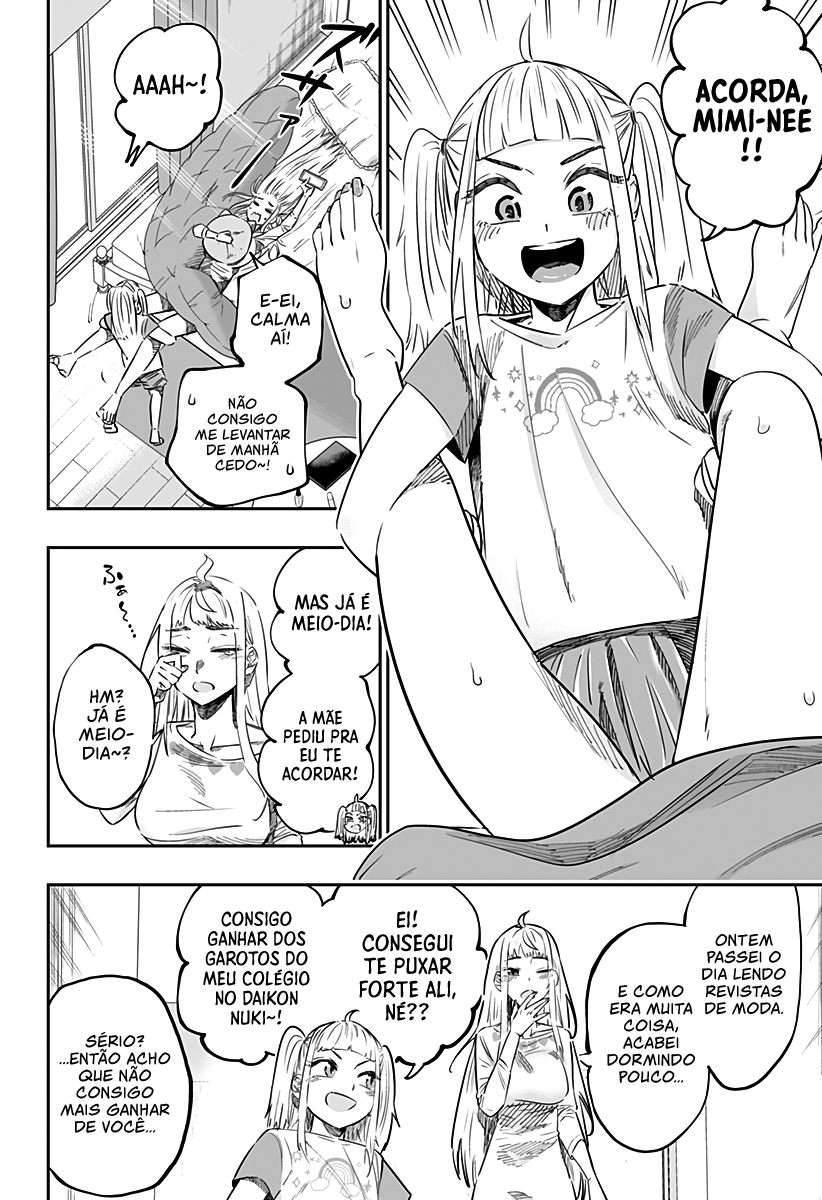 ACORDA,
MIMI-NEE
!!
AAAH~!
E-EI,
CALMA
AÍ!
NÃO
CONSIGO
ME LEVANTAR
DE MANHÃ
CEDO~!
MAS JÁ É
MEIO-DIA!
A MÃE
PEDIU PRA
EU TE
ACORDAR!
ふぁ〜…
HM?
JÁ É
MEIO-
DIA~?
ONTEM
PASSEI O
DIA LENDO
REVISTAS
DE MODA.
E COMO
ERA MUITA
COISA,
ACABEI
DORMINDO
POUCO...
EI!
CONSEGUI
TE PUXAR
FORTE ALI,
NÉ??
CONSIGO
GANHAR DOS
GAROTOS DO
MEU COLÉGIO
NO DAIKON
NUKI~!
SÉRIO?
...ENTÃO ACHO
QUE NÃO
CONSIGO
MAIS GANHAR
DE VOCÊ...